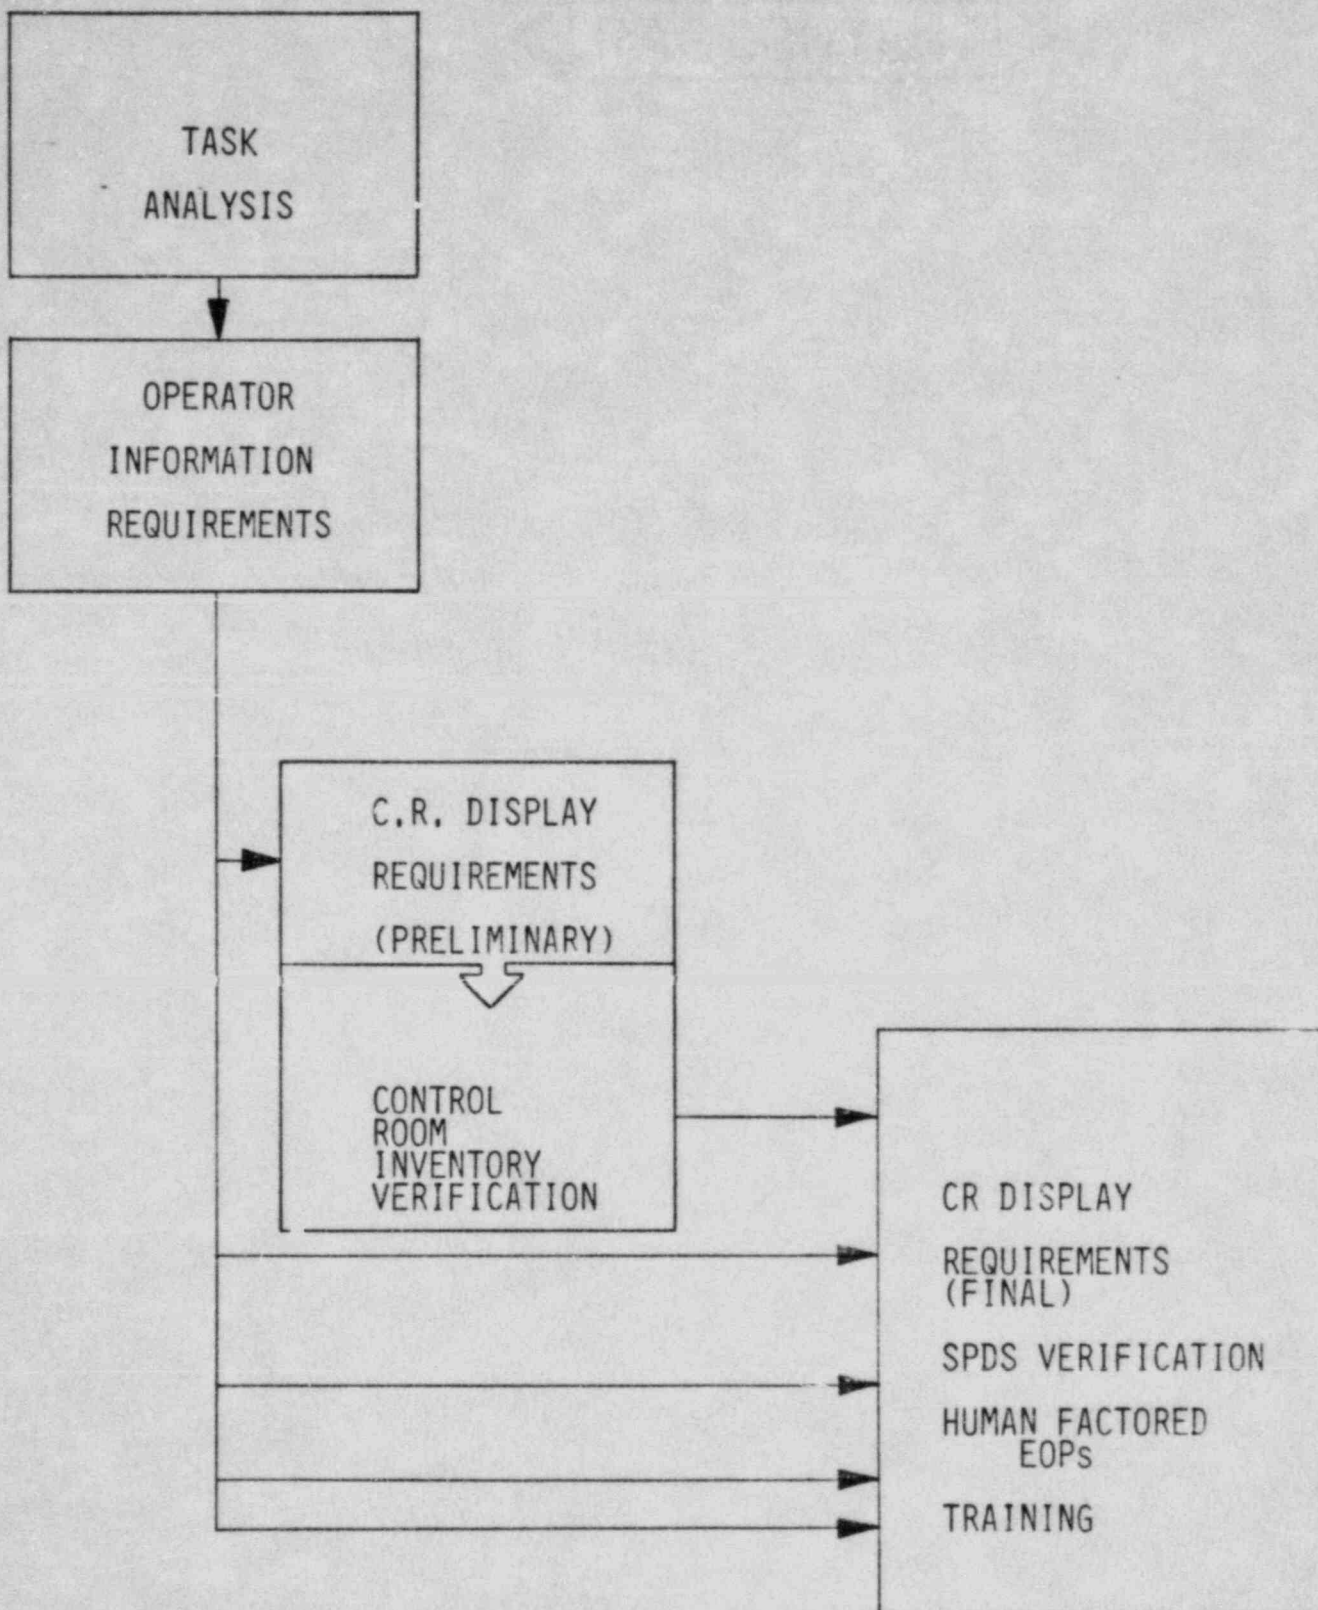 TASK
ANALYSIS
OPERATOR
INFORMATION
REQUIREMENTS
C.R. DISPLAY
REQUIREMENTS
(PRELIMINARY)
CONTROL
ROOM
INVENTORY
VERIFICATION
CR DISPLAY
REQUIREMENTS
(FINAL)
SPDS VERIFICATION
HUMAN FACTORED
EOPs
TRAINING